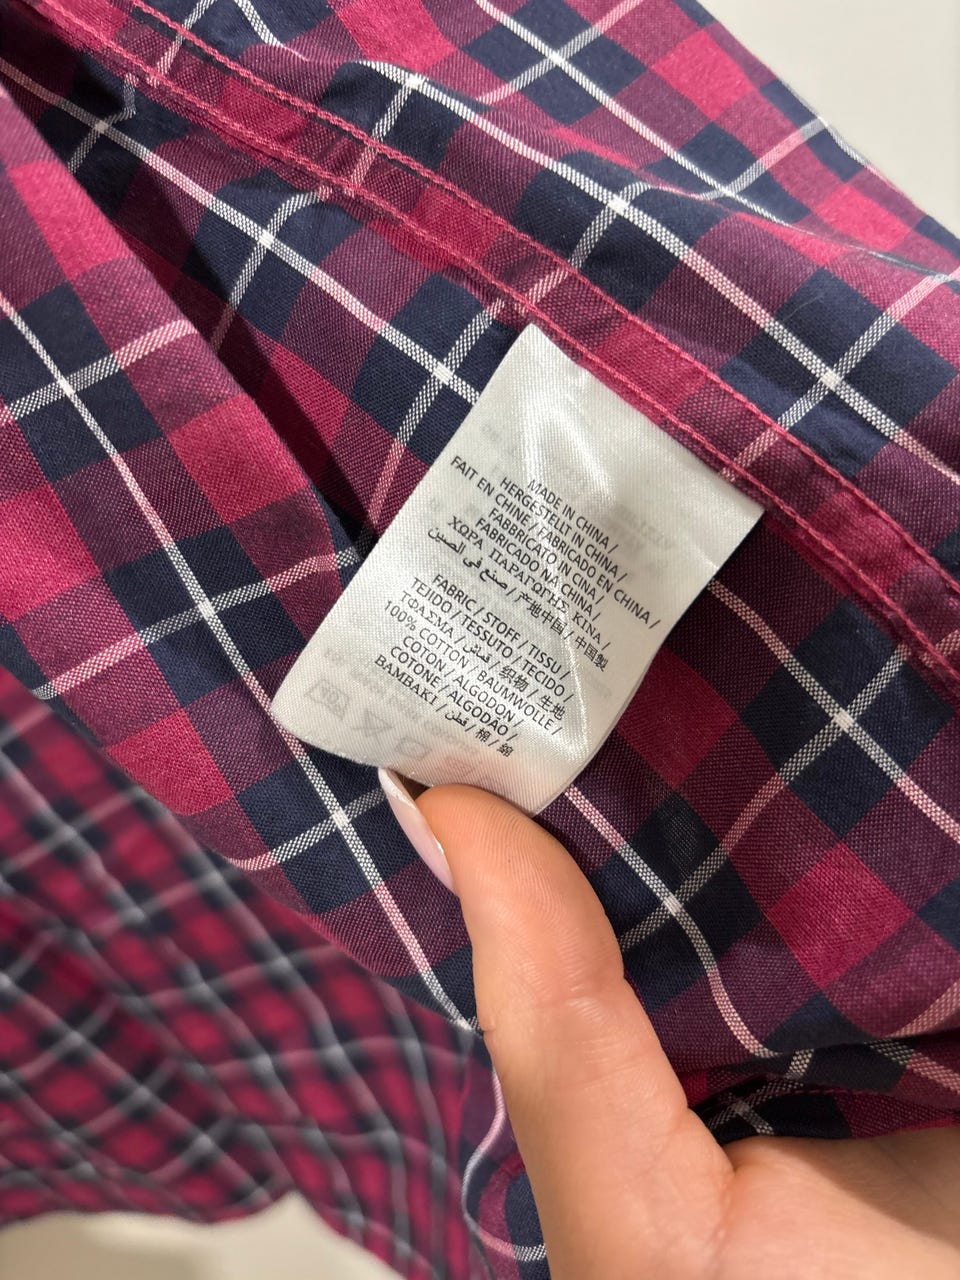 MADE IN CHINA /
HERGESTELLT IN CHINA /
FAIT EN CHINE / FABRICADO EN CHINA /
FABBRICATO IN CINA /
FABRICADO NA CHINA /
ΧΩΡΑ ΠΑΡΑΓΩΓΗΣ ΚΙΝΑ /
صنع في الصين / 产地中国 / 中国製
FABRIC / STOFF / TISSU /
TEJIDO / TESSUTO / TECIDO /
ΥΦΑΣΜΑ / قماش / 织物 / 生地
100% COTTON / BAUMWOLLE /
COTON / ALGODON /
COTONE / ALGODÃO /
ΒΑΜΒΑΚΙ / قطن / 棉 / 綿